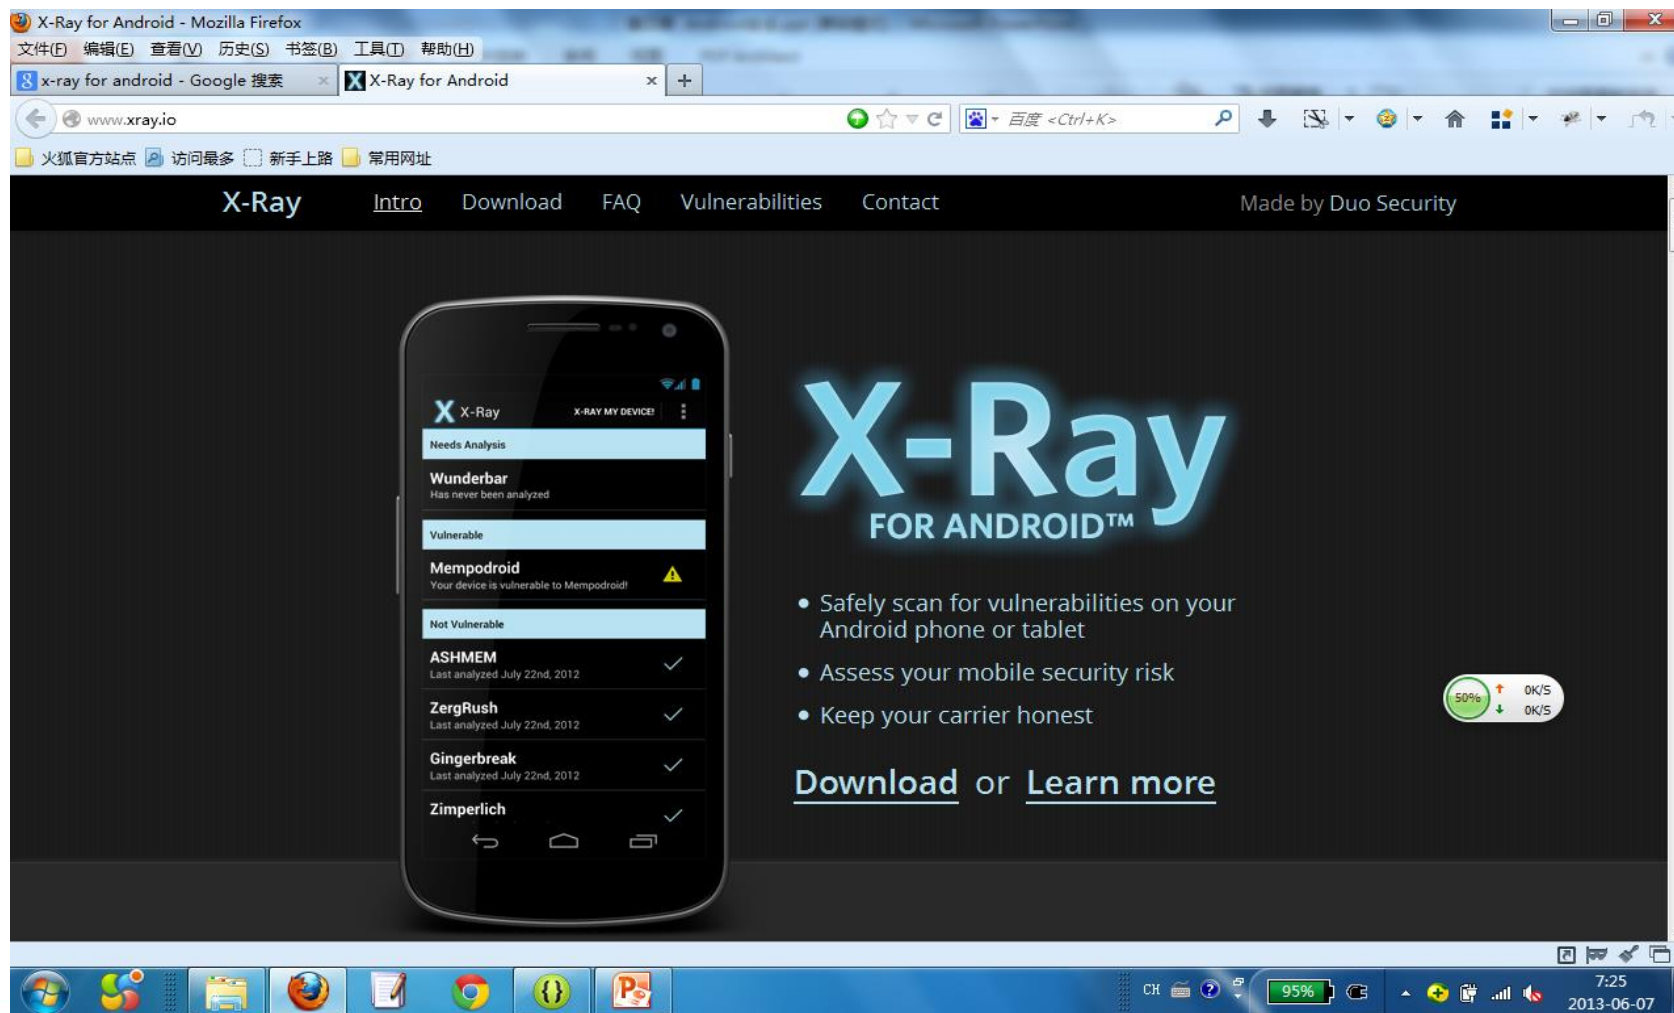 X-Ray for Android - Mozilla Firefox
文件(F) 编辑(E) 查看(V) 历史(S) 书签(B) 工具(T) 帮助(H)
x-ray for android - Google 搜索
X-Ray for Android
www.xray.io
百度 <Ctrl+K>
火狐官方站点 访问最多 新手上路 常用网址
X-Ray Intro Download FAQ Vulnerabilities Contact Made by Duo Security
X X-Ray X-RAY MY DEVICE!
Needs Analysis
Wunderbar
Has never been analyzed
Vulnerable
Mempodroid
Your device is vulnerable to Mempodroid!
Not Vulnerable
ASHMEM
Last analyzed July 22nd, 2012
ZergRush
Last analyzed July 22nd, 2012
Gingerbreak
Last analyzed July 22nd, 2012
Zimperlich
X-Ray
FOR ANDROID™
• Safely scan for vulnerabilities on your
Android phone or tablet
• Assess your mobile security risk
• Keep your carrier honest
Download or Learn more
50%
0K/S
0K/S
CH
95%
7:25
2013-06-07